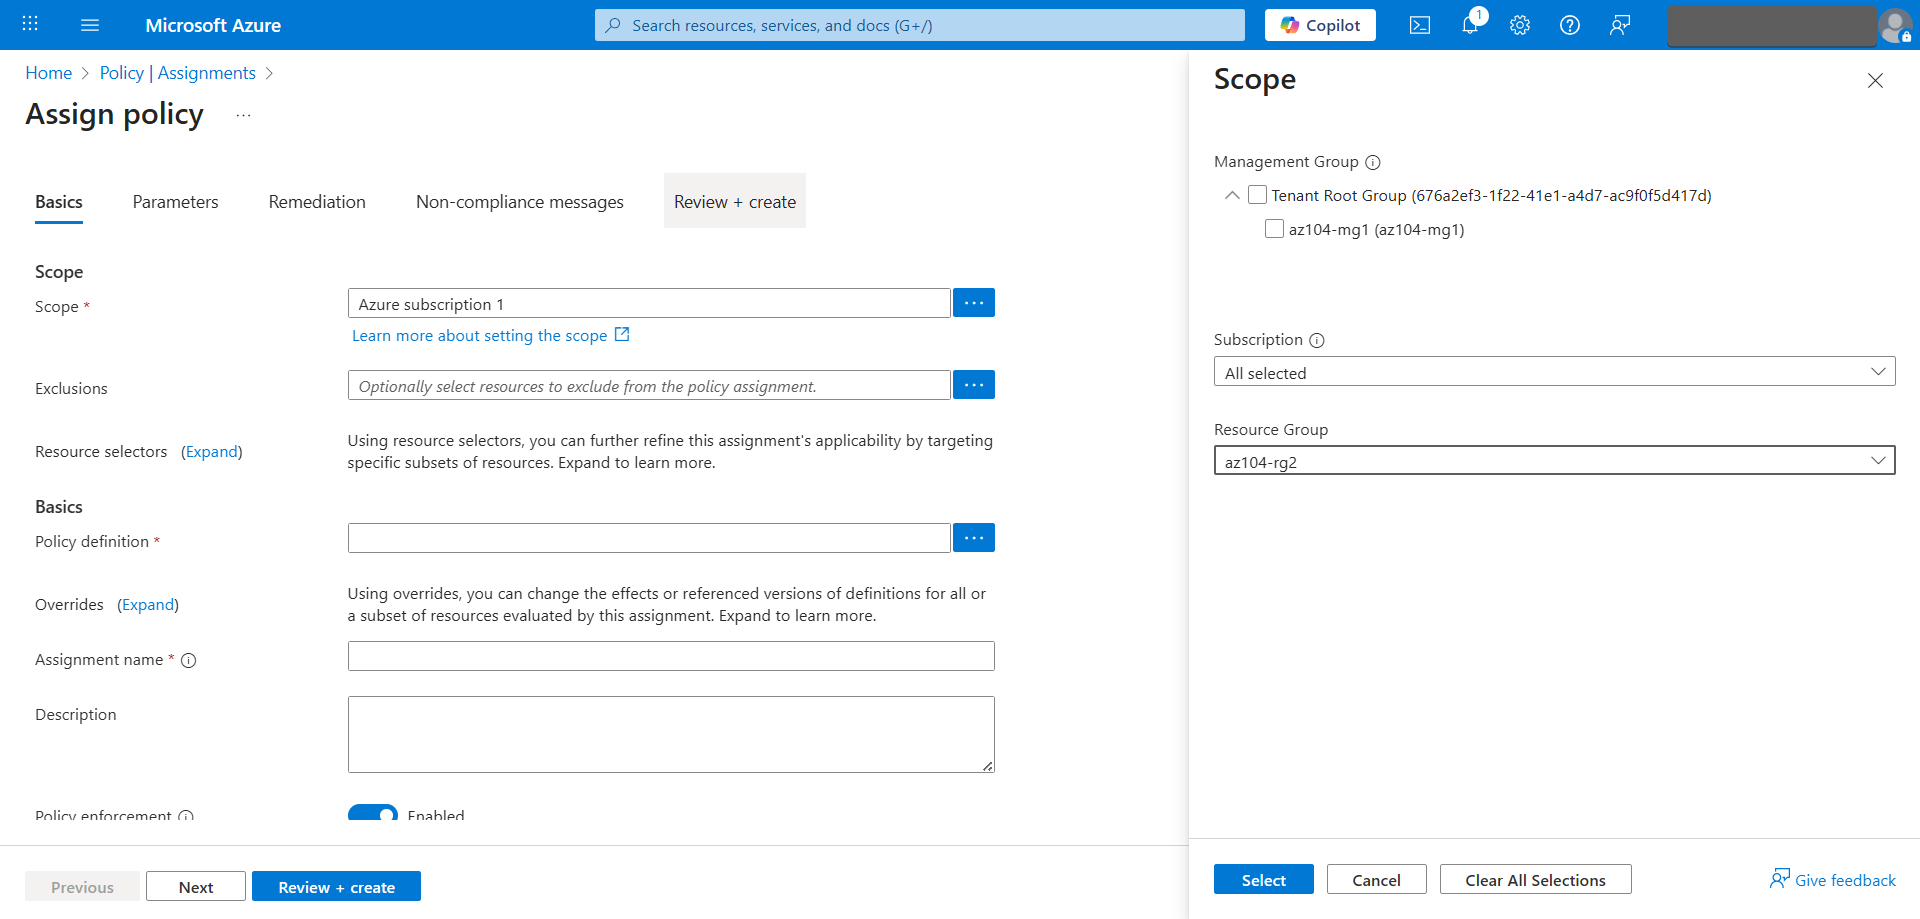 Microsoft Azure
Search resources, services, and docs (G+/)
Copilot
1
Home
Policy | Assignments
Assign policy
...
Basics
Parameters
Remediation
Non-compliance messages
Review + create
Scope
Scope *
Azure subscription 1
...
Learn more about setting the scope
Exclusions
Optionally select resources to exclude from the policy assignment.
...
Resource selectors (Expand)
Using resource selectors, you can further refine this assignment's applicability by targeting
specific subsets of resources. Expand to learn more.
Basics
Policy definition *
...
Overrides (Expand)
Using overrides, you can change the effects or referenced versions of definitions for all or
a subset of resources evaluated by this assignment. Expand to learn more.
Assignment name *
Description
Policy enforcement
Enabled
Previous
Next
Review + create
Scope
Management Group
Tenant Root Group (676a2ef3-1f22-41e1-a4d7-ac9f0f5d417d)
az104-mg1 (az104-mg1)
Subscription
All selected
Resource Group
az104-rg2
Select
Cancel
Clear All Selections
Give feedback